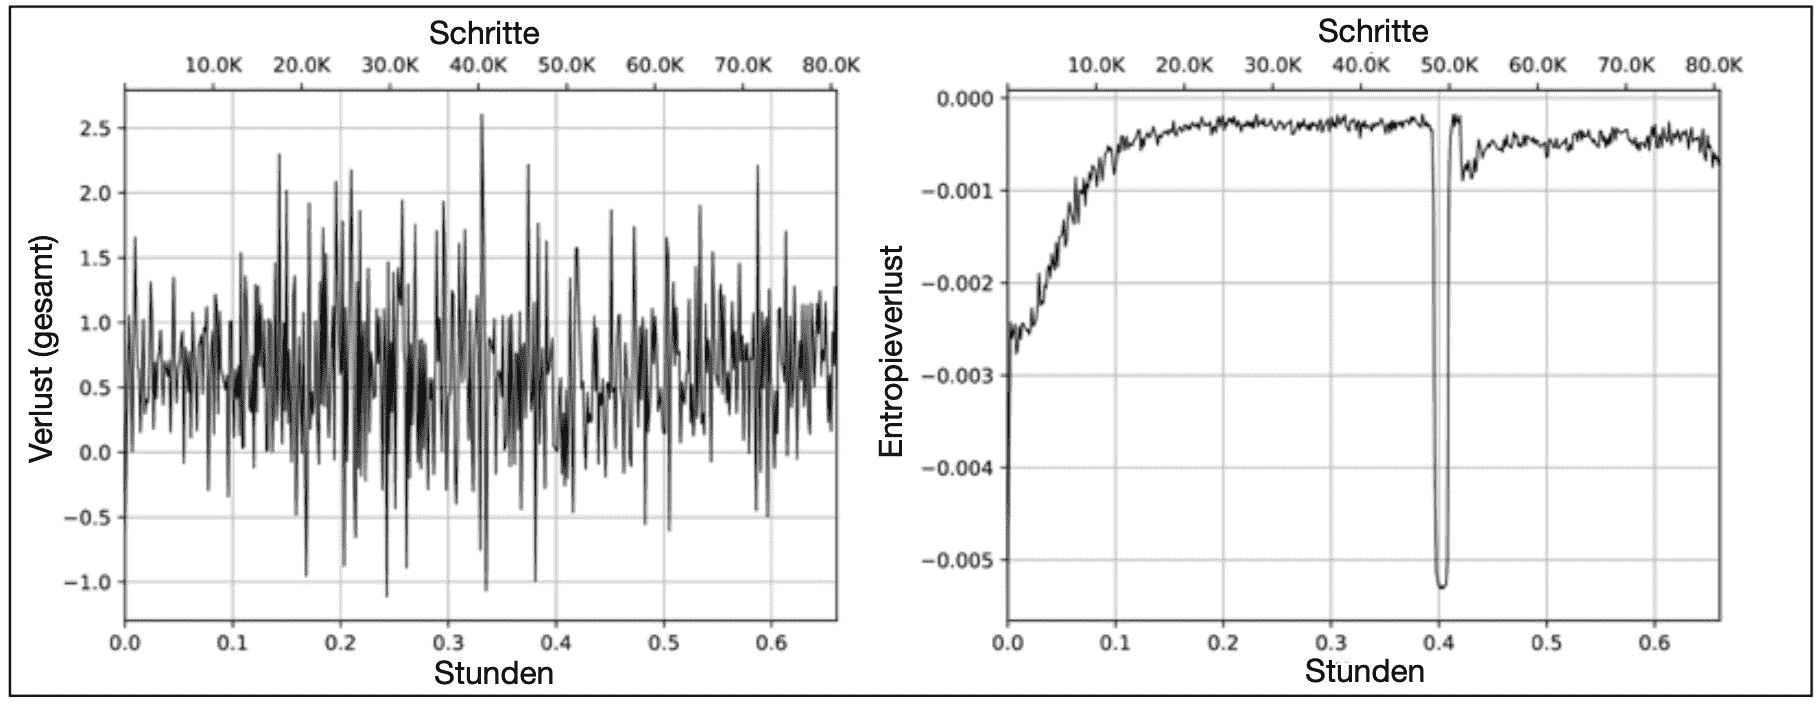 Schritte
10.0K 20.0K 30.0K 40.0K 50.0K 60.0K 70.0K 80.0K
Verlust (gesamt)
2.5
2.0
1.5
1.0
0.5
0.0
−0.5
−1.0
0.0 0.1 0.2 0.3 0.4 0.5 0.6
Stunden
Schritte
10.0K 20.0K 30.0K 40.0K 50.0K 60.0K 70.0K 80.0K
Entropieverlust
0.000
−0.001
−0.002
−0.003
−0.004
−0.005
0.0 0.1 0.2 0.3 0.4 0.5 0.6
Stunden